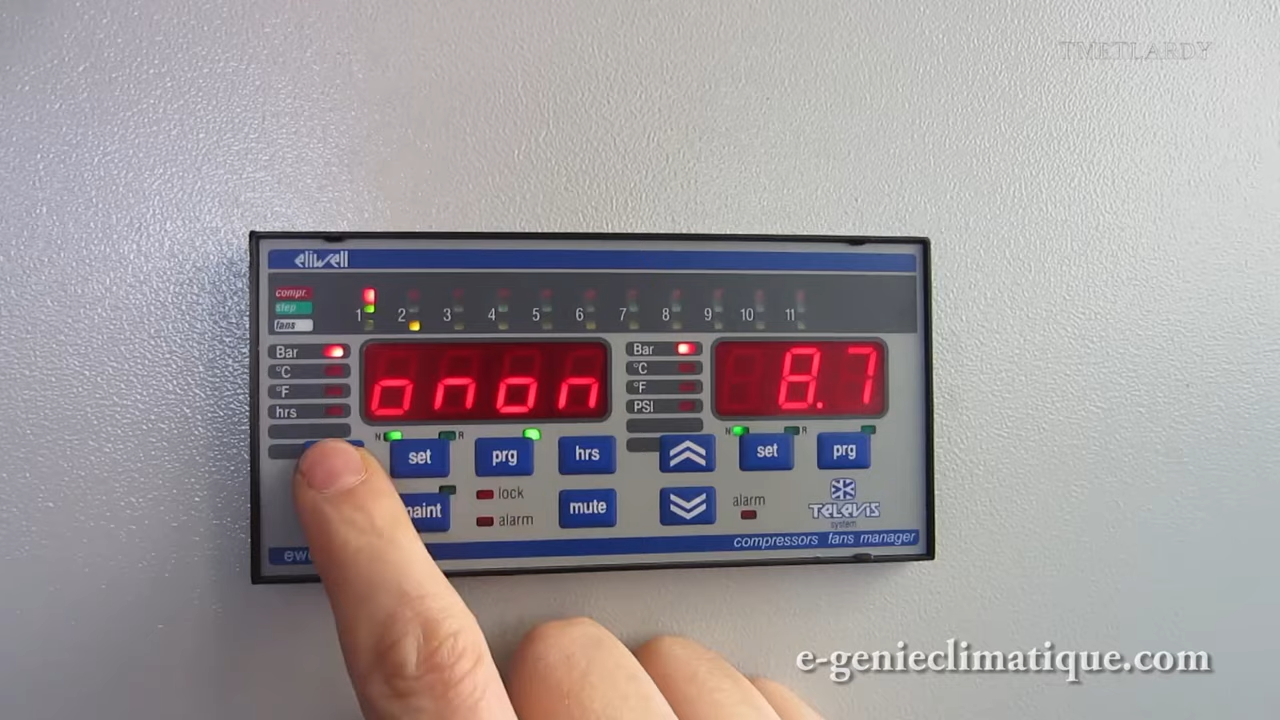 TMETLARDY
eliwell
compr.
step
fans
1 2 3 4 5 6 7 8 9 10 11
Bar
°C
°F
hrs
onon
Bar
°C
°F
PSI
8.7
N R
set
prg
hrs
lock
alarm
mute
N R
set
prg
alarm
TELEVIS
system
compressors fans manager
e-genieclimatique.com